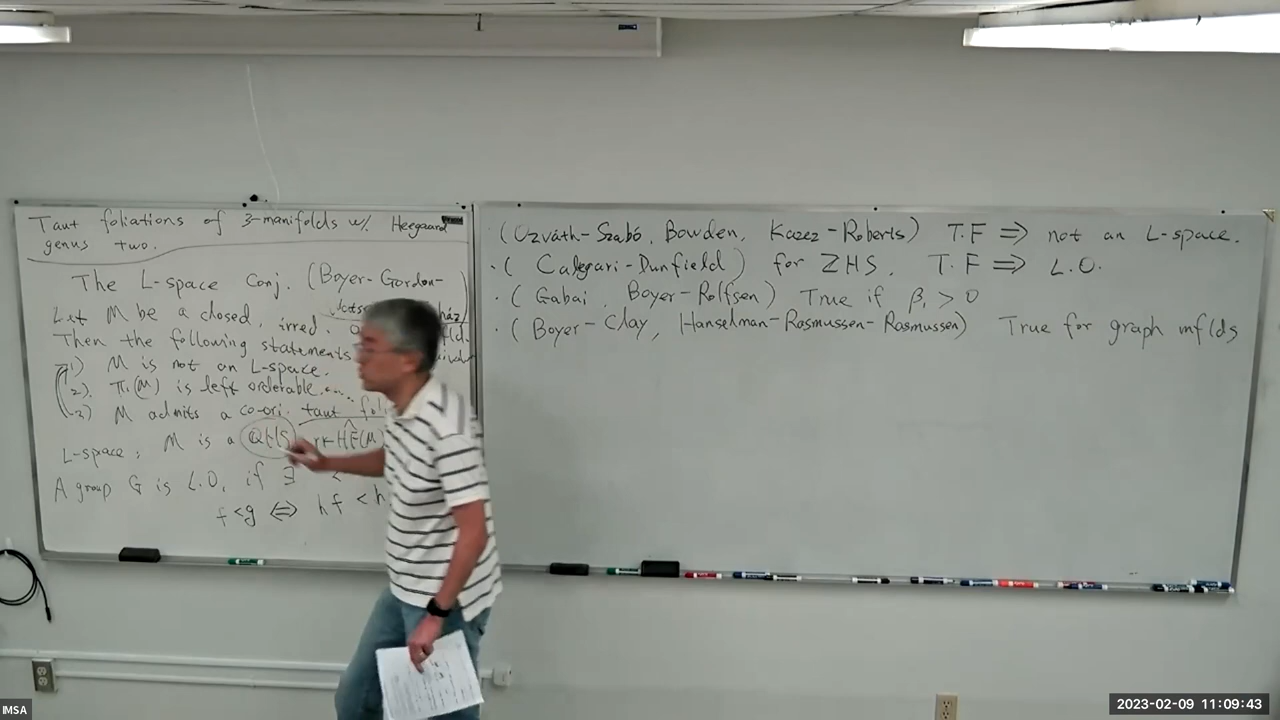 Taut foliations of 3-manifolds w/. Heegaard
genus two.
The L-space Conj. (Boyer-Gordon-
Let M be a closed, irred.
Then the following statements
1) M is not an L-space.
2). π₁(M) is left orderable
3) M admits a co-ori. taut
L-space, M is a QHS, rk ĤF(M
A group G is L.O, if ∃ <
f<g ⇔ hf <h
(Ozváth-Szabó, Bowden, Kazez-Roberts) T.F ⇒ not an L-space.
· ( Calegari-Dunfield ) for ZHS. T.F ⇒ L.O.
· ( Gabai, Boyer-Rolfsen) True if β₁ > 0
· (Boyer-Clay, Hanselman-Rasmussen-Rasmussen) True for graph mflds
IMSA
2023-02-09 11:09:43